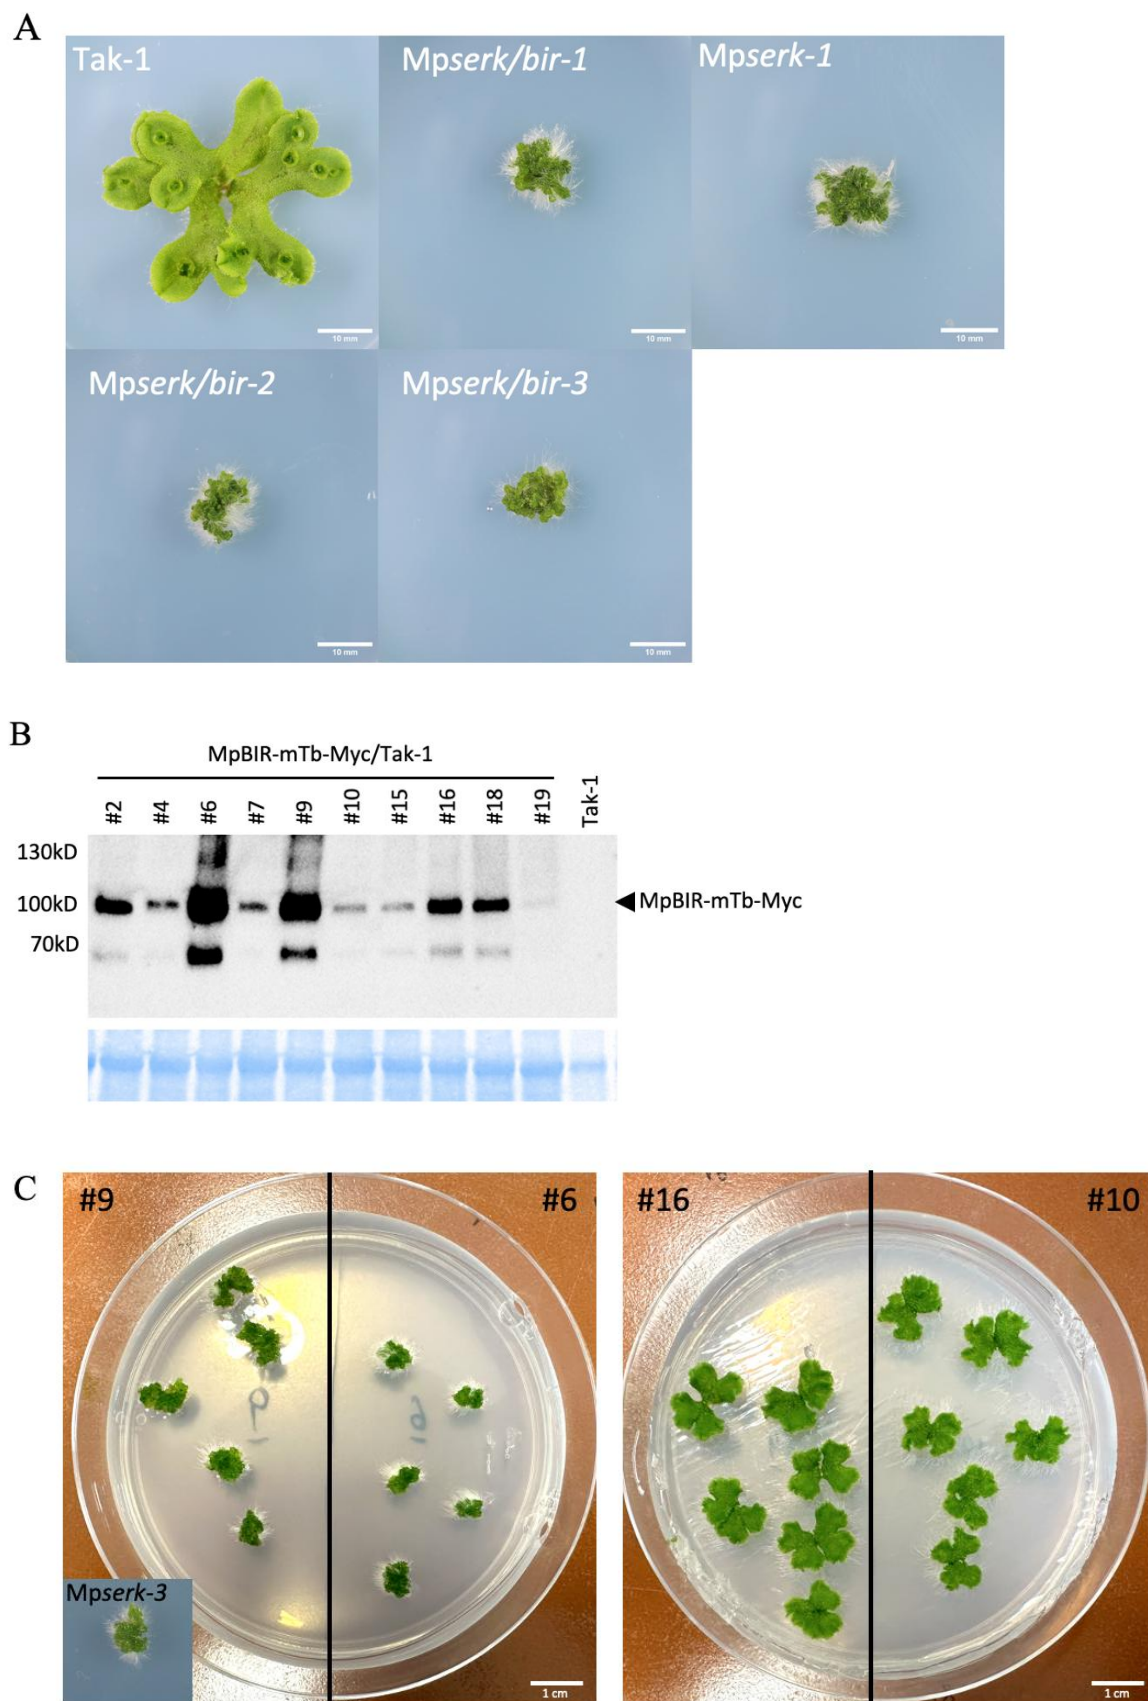 A
Tak-1
Mpserk/bir-1
Mpserk-1
10 mm
10 mm
10 mm
Mpserk/bir-2
Mpserk/bir-3
10 mm
10 mm
B
MpBIR-mTb-Myc/Tak-1
#2 #4 #6 #7 #9 #10 #15 #16 #18 #19 Tak-1
130kD
100kD
MpBIR-mTb-Myc
70kD
C
#9
#6
#16
#10
Mpserk-3
1 cm
1 cm